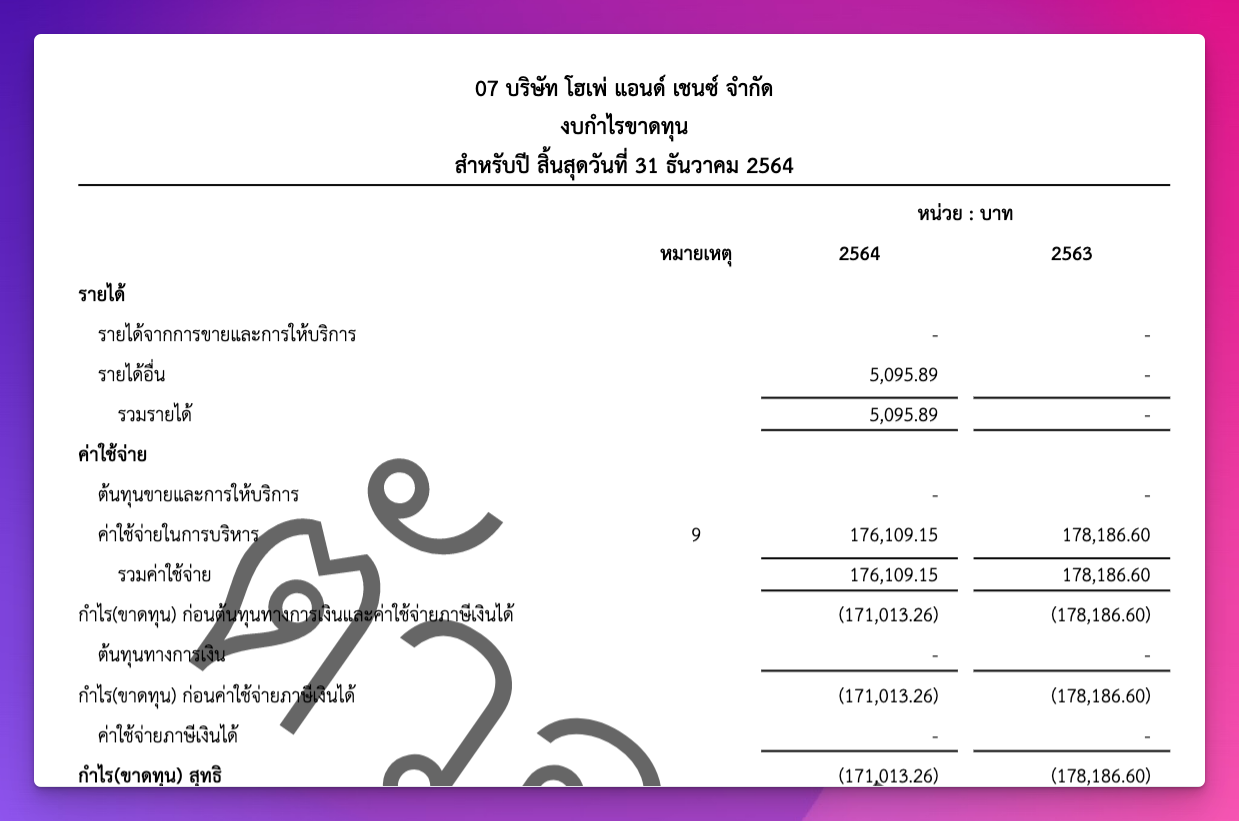 07 บริษัท โฮเพ่ แอนด์ เชนซ์ จำกัด
งบกำไรขาดทุน
สำหรับปี สิ้นสุดวันที่ 31 ธันวาคม 2564
หน่วย : บาท
หมายเหตุ 2564 2563
รายได้
รายได้จากการขายและการให้บริการ - -
รายได้อื่น 5,095.89 -
รวมรายได้ 5,095.89 -
ค่าใช้จ่าย
ต้นทุนขายและการให้บริการ - -
ค่าใช้จ่ายในการบริหาร 9 176,109.15 178,186.60
รวมค่าใช้จ่าย 176,109.15 178,186.60
กำไร(ขาดทุน) ก่อนต้นทุนทางการเงินและค่าใช้จ่ายภาษีเงินได้ (171,013.26) (178,186.60)
ต้นทุนทางการเงิน - -
กำไร(ขาดทุน) ก่อนค่าใช้จ่ายภาษีเงินได้ (171,013.26) (178,186.60)
ค่าใช้จ่ายภาษีเงินได้ - -
กำไร(ขาดทุน) สุทธิ (171,013.26) (178,186.60)